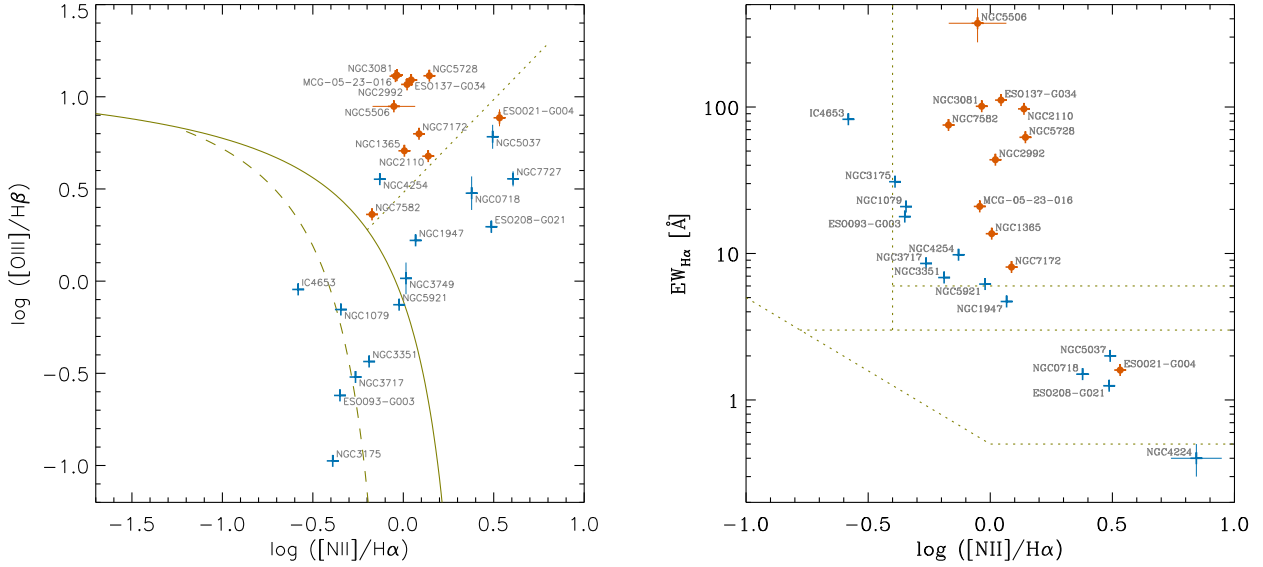 1.5
1.0
0.5
0.0
−0.5
−1.0
log ([OIII]/Hβ)
NGC3081
NGC5728
MCG-05-23-016
ESO137-G034
NGC2992
NGC5506
ESO021-G004
NGC7172
NGC5037
NGC1365
NGC2110
NGC4254
NGC7727
NGC0718
NGC7582
ESO208-G021
NGC1947
NGC3749
IC4653
NGC5921
NGC1079
NGC3351
NGC3717
ESO093-G003
NGC3175
−1.5
−1.0
−0.5
0.0
0.5
1.0
log ([NII]/Hα)
100
10
1
EWHα [Å]
NGC5506
ESO137-G034
NGC3081
IC4653
NGC2110
NGC7582
NGC5728
NGC2992
NGC3175
NGC1079
MCG-05-23-016
ESO093-G003
NGC1365
NGC4254
NGC3717
NGC7172
NGC3351
NGC5921
NGC1947
NGC5037
ESO021-G004
NGC0718
ESO208-G021
NGC4224
−1.0
−0.5
0.0
0.5
1.0
log ([NII]/Hα)